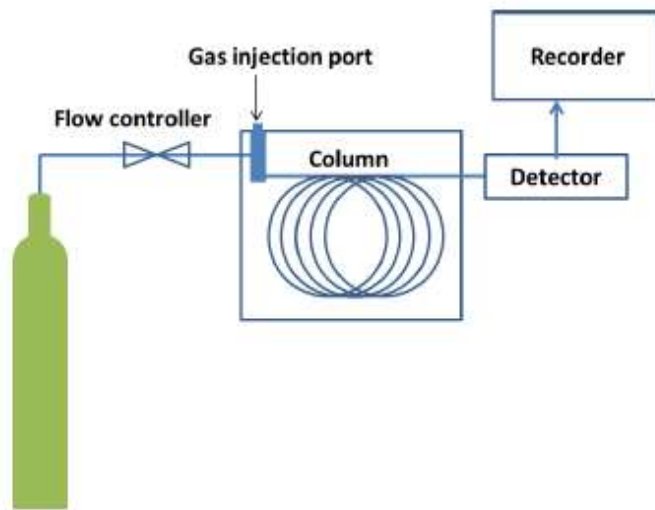 Gas injection port
Recorder
Flow controller
Column
Detector